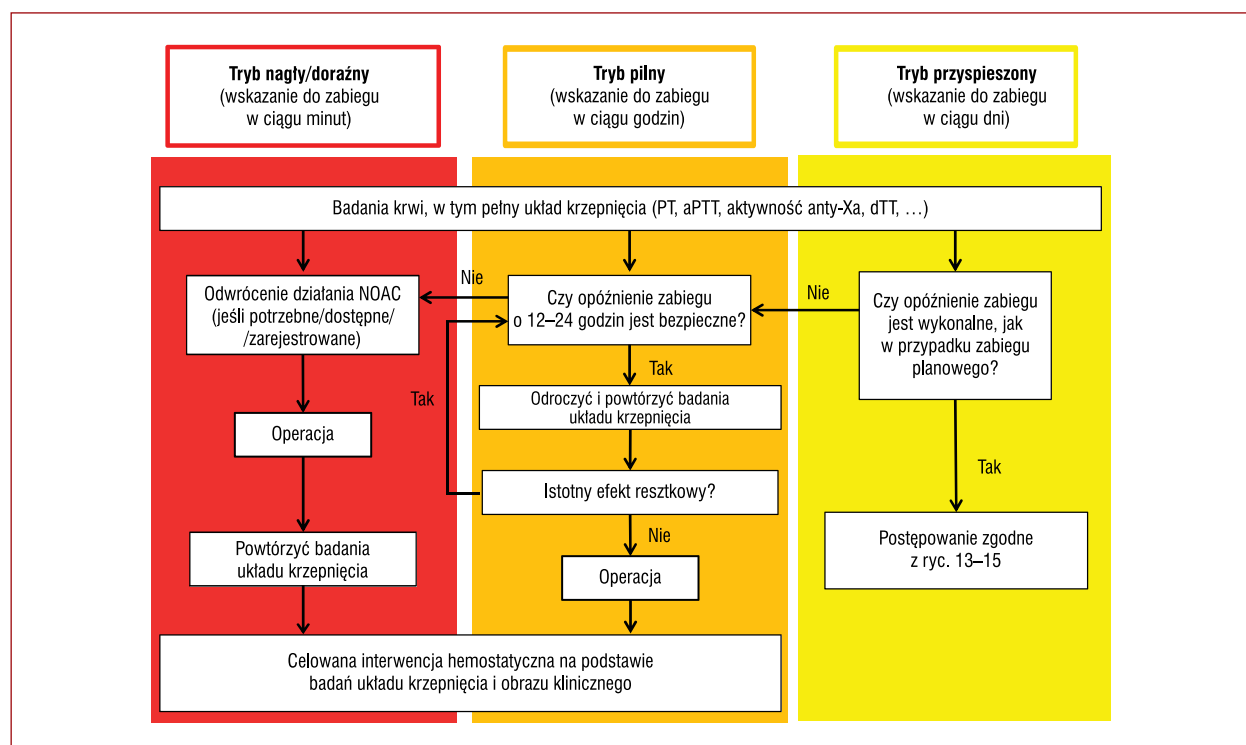 Tryb nagły/doraźny
(wskazanie do zabiegu
w ciągu minut)
Tryb pilny
(wskazanie do zabiegu
w ciągu godzin)
Tryb przyspieszony
(wskazanie do zabiegu
w ciągu dni)
Badania krwi, w tym pełny układ krzepnięcia (PT, aPTT, aktywność anty-Xa, dTT, …)
Odwrócenie działania NOAC
(jeśli potrzebne/dostępne/
/zarejestrowane)
Nie
Czy opóźnienie zabiegu
o 12–24 godzin jest bezpieczne?
Nie
Czy opóźnienie zabiegu
jest wykonalne, jak
w przypadku zabiegu
planowego?
Tak
Tak
Odroczyć i powtórzyć badania
układu krzepnięcia
Operacja
Istotny efekt resztkowy?
Tak
Powtórzyć badania
układu krzepnięcia
Nie
Operacja
Postępowanie zgodne
z ryc. 13–15
Celowana interwencja hemostatyczna na podstawie
badań układu krzepnięcia i obrazu klinicznego